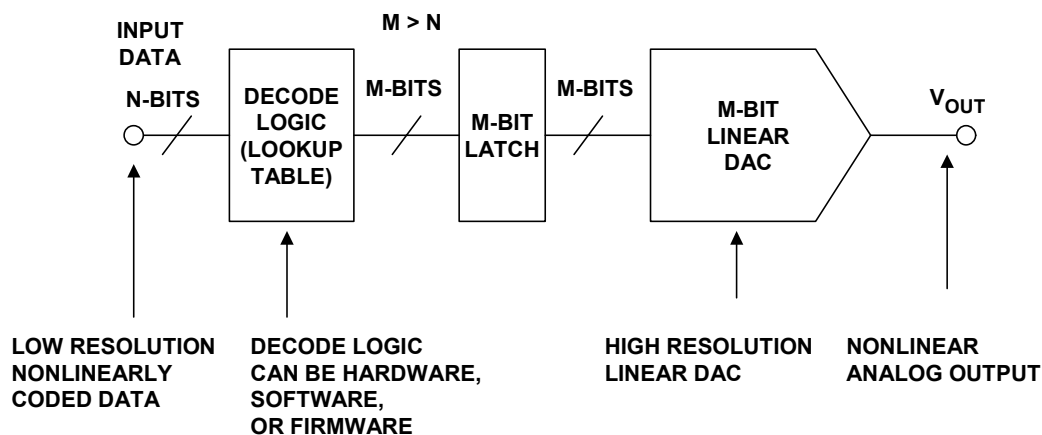 INPUT
DATA
N-BITS
M > N
DECODE
LOGIC
(LOOKUP
TABLE)
M-BITS
M-BIT
LATCH
M-BITS
M-BIT
LINEAR
DAC
VOUT
LOW RESOLUTION
NONLINEARLY
CODED DATA
DECODE LOGIC
CAN BE HARDWARE,
SOFTWARE,
OR FIRMWARE
HIGH RESOLUTION
LINEAR DAC
NONLINEAR
ANALOG OUTPUT